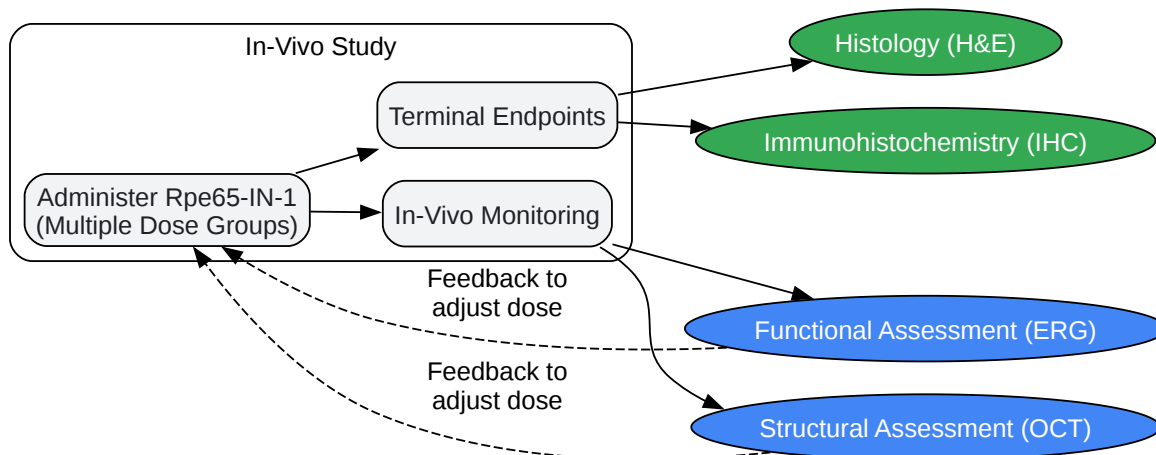 In-Vivo Study
Histology (H&E)
Terminal Endpoints
Immunohistochemistry (IHC)
Administer Rpe65-IN-1
(Multiple Dose Groups)
In-Vivo Monitoring
Feedback to
adjust dose
Functional Assessment (ERG)
Feedback to
adjust dose
Structural Assessment (OCT)